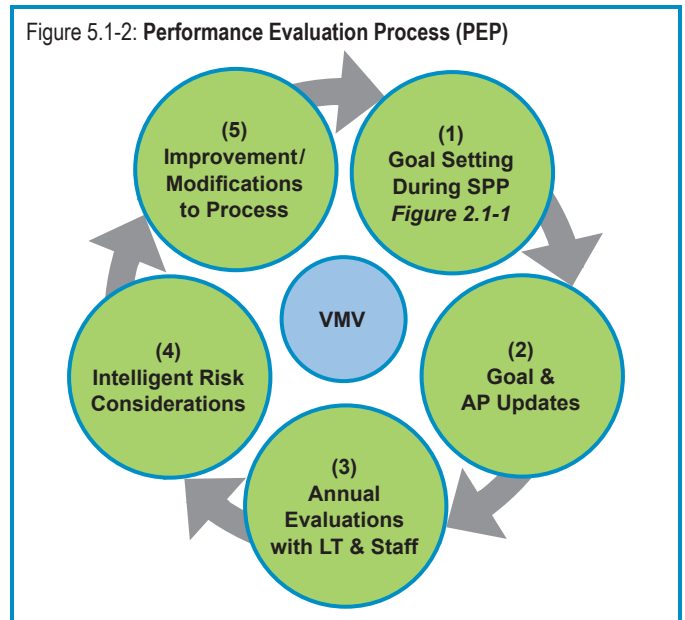 Figure 5.1-2: Performance Evaluation Process (PEP)
(1)
Goal Setting
During SPP
Figure 2.1-1
(2)
Goal &
AP Updates
(3)
Annual
Evaluations
with LT & Staff
(4)
Intelligent Risk
Considerations
(5)
Improvement/
Modifications
to Process
VMV